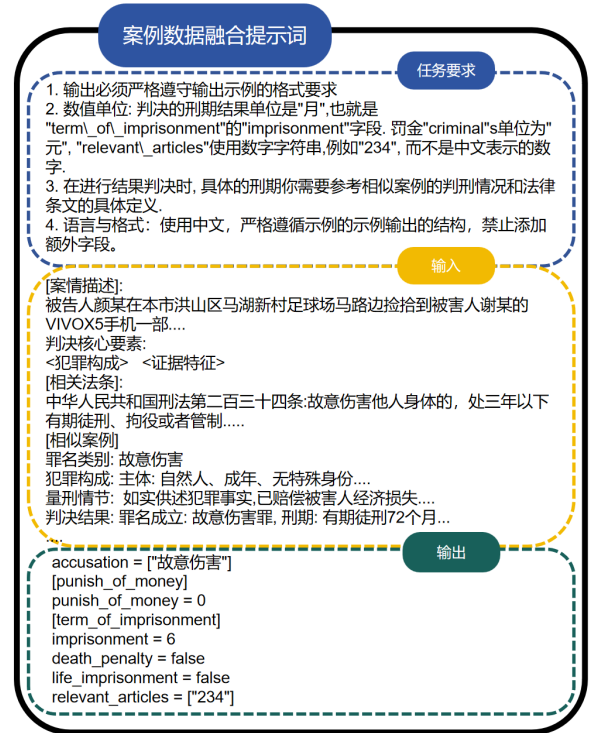 案例数据融合提示词
任务要求
1. 输出必须严格遵守输出示例的格式要求
2. 数值单位: 判决的刑期结果单位是"月",也就是
"term\_of\_imprisonment"的"imprisonment"字段. 罚金"criminal"s单位为"
元", "relevant\_articles"使用数字字符串,例如"234", 而不是中文表示的数
字.
3. 在进行结果判决时, 具体的刑期你需要参考相似案例的判刑情况和法律
条文的具体定义.
4. 语言与格式：使用中文，严格遵循示例的示例输出的结构，禁止添加
额外字段。
输入
[案情描述]:
被告人颜某在本市洪山区马湖新村足球场马路边捡拾到被害人谢某的
VIVOX5手机一部....
判决核心要素:
<犯罪构成> <证据特征>
[相关法条]:
中华人民共和国刑法第二百三十四条:故意伤害他人身体的，处三年以下
有期徒刑、拘役或者管制.....
[相似案例]
罪名类别: 故意伤害
犯罪构成: 主体: 自然人、成年、无特殊身份....
量刑情节: 如实供述犯罪事实,已赔偿被害人经济损失....
判决结果: 罪名成立: 故意伤害罪, 刑期: 有期徒刑72个月...
....
输出
accusation = ["故意伤害"]
[punish_of_money]
punish_of_money = 0
[term_of_imprisonment]
imprisonment = 6
death_penalty = false
life_imprisonment = false
relevant_articles = ["234"]